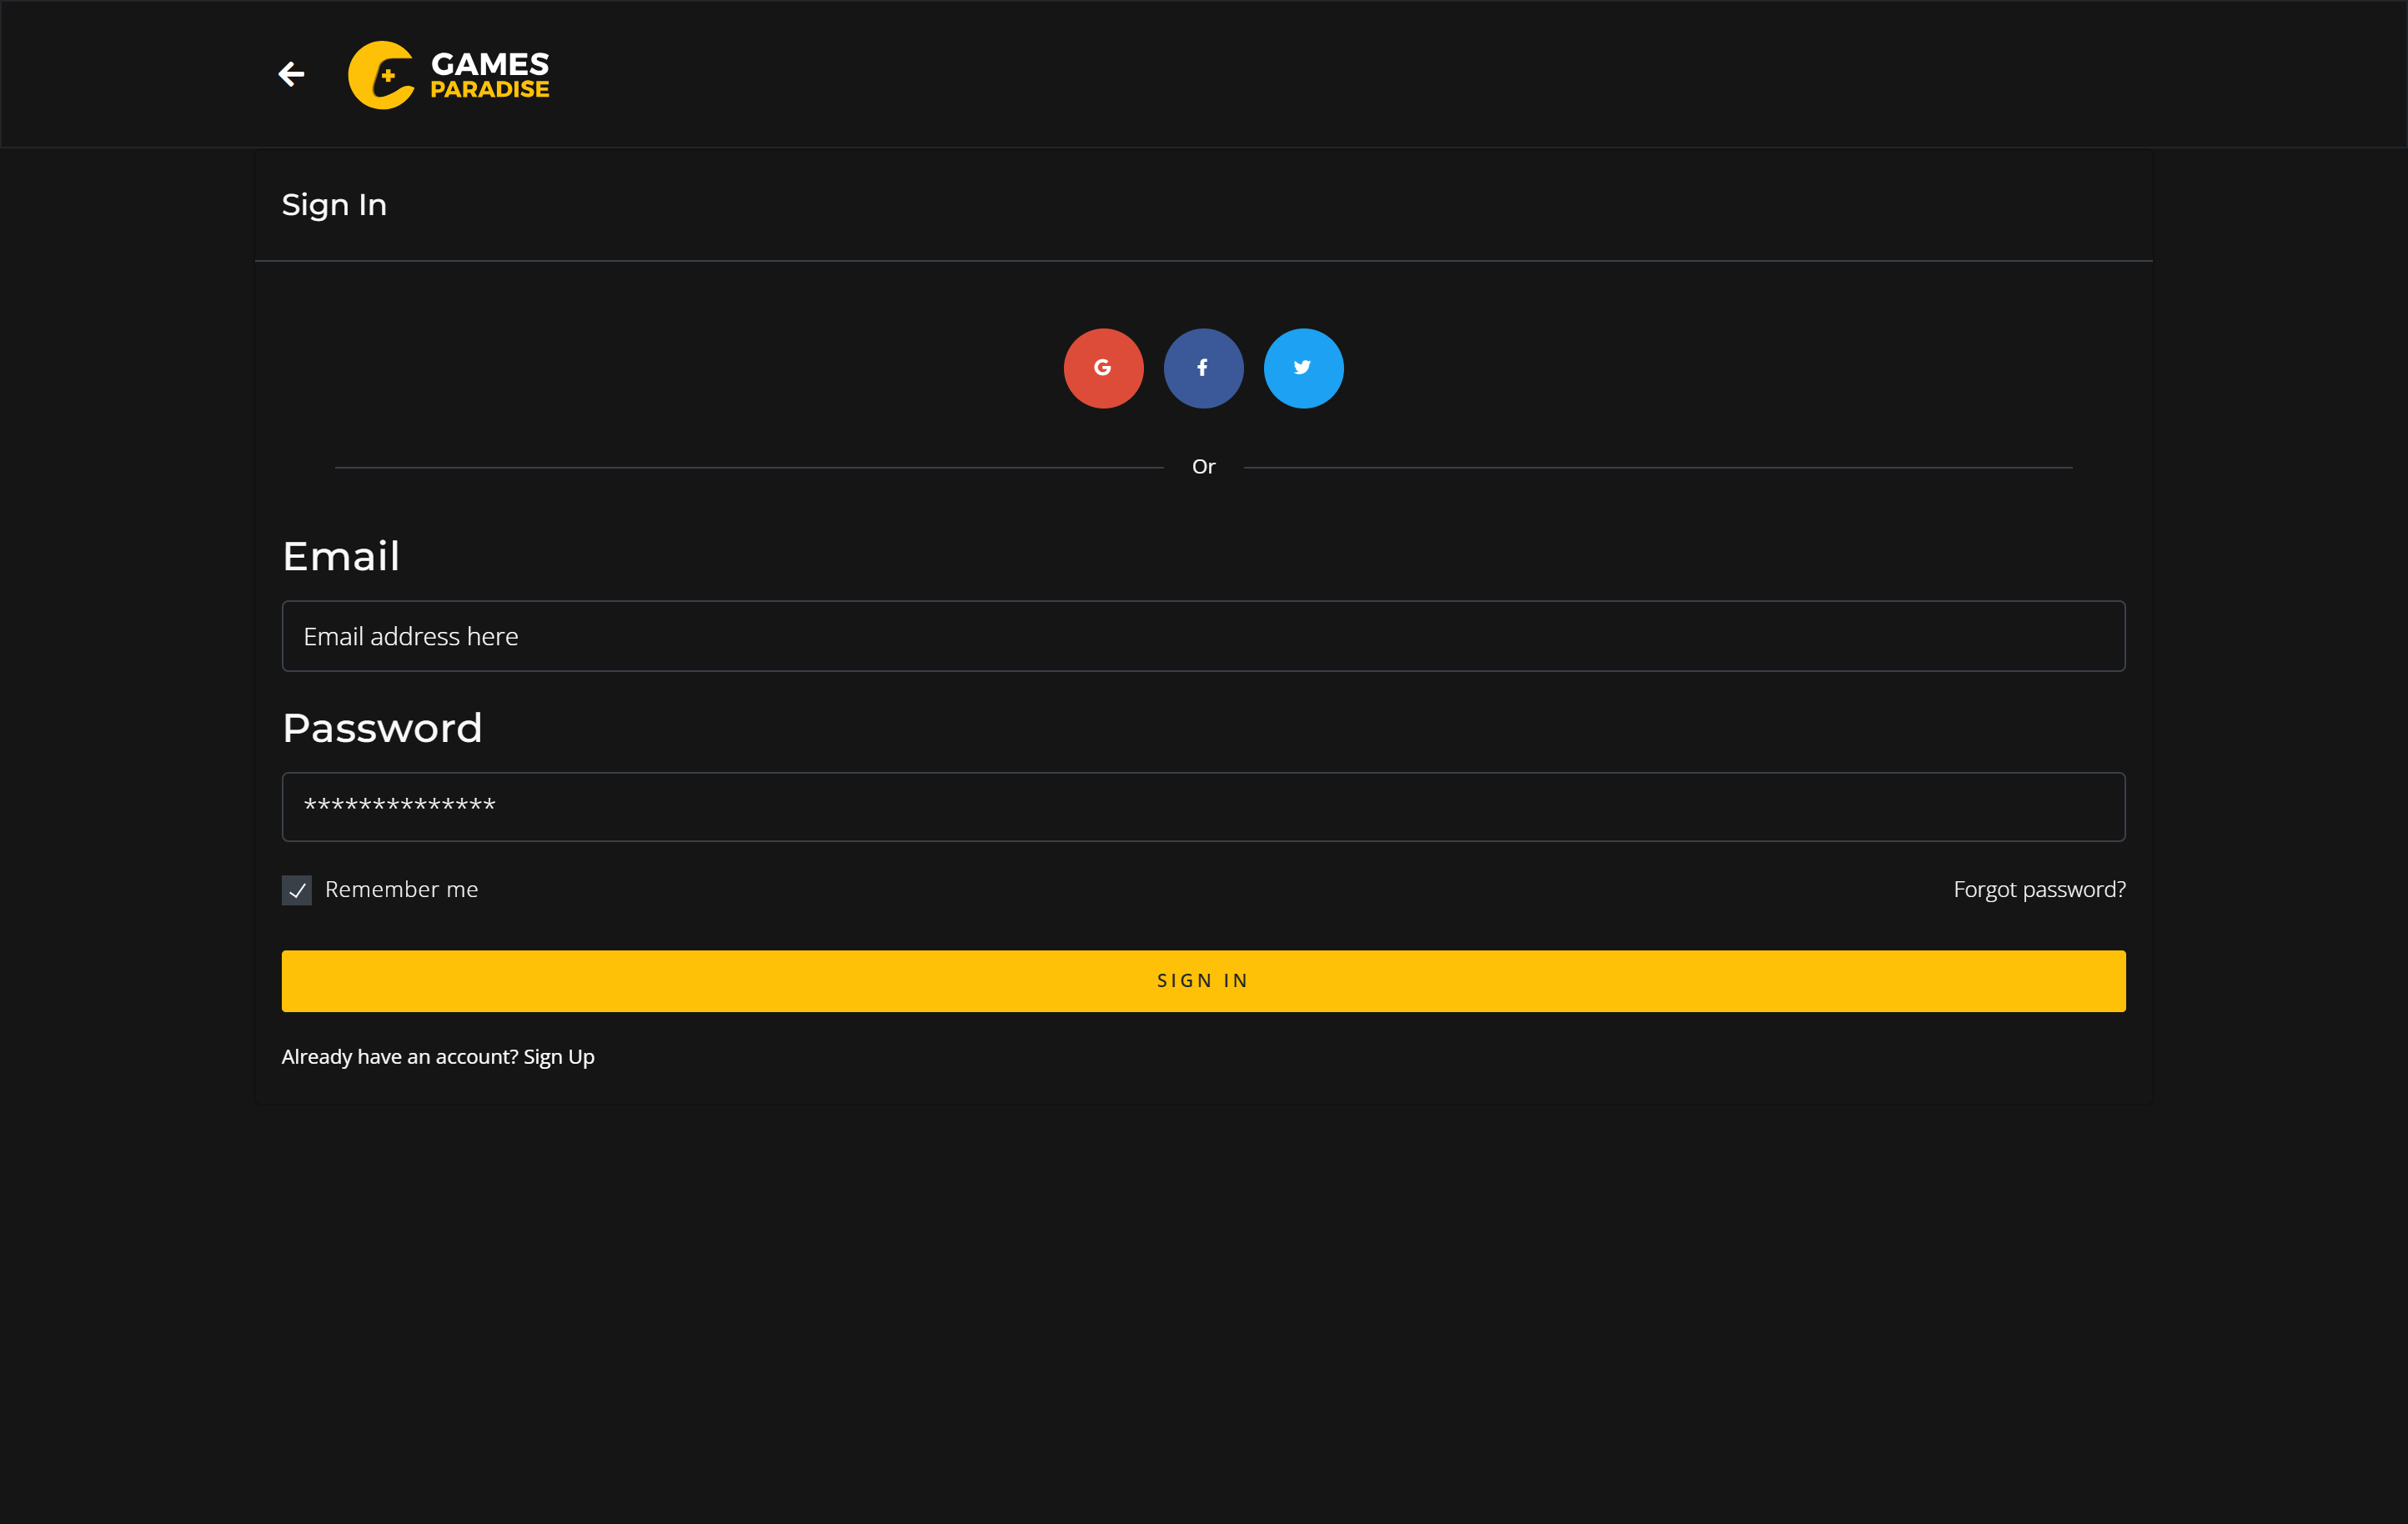 GAMES
PARADISE
Sign In
Or
Email
Email address here
Password
**************
Remember me
Forgot password?
SIGN IN
Already have an account? Sign Up